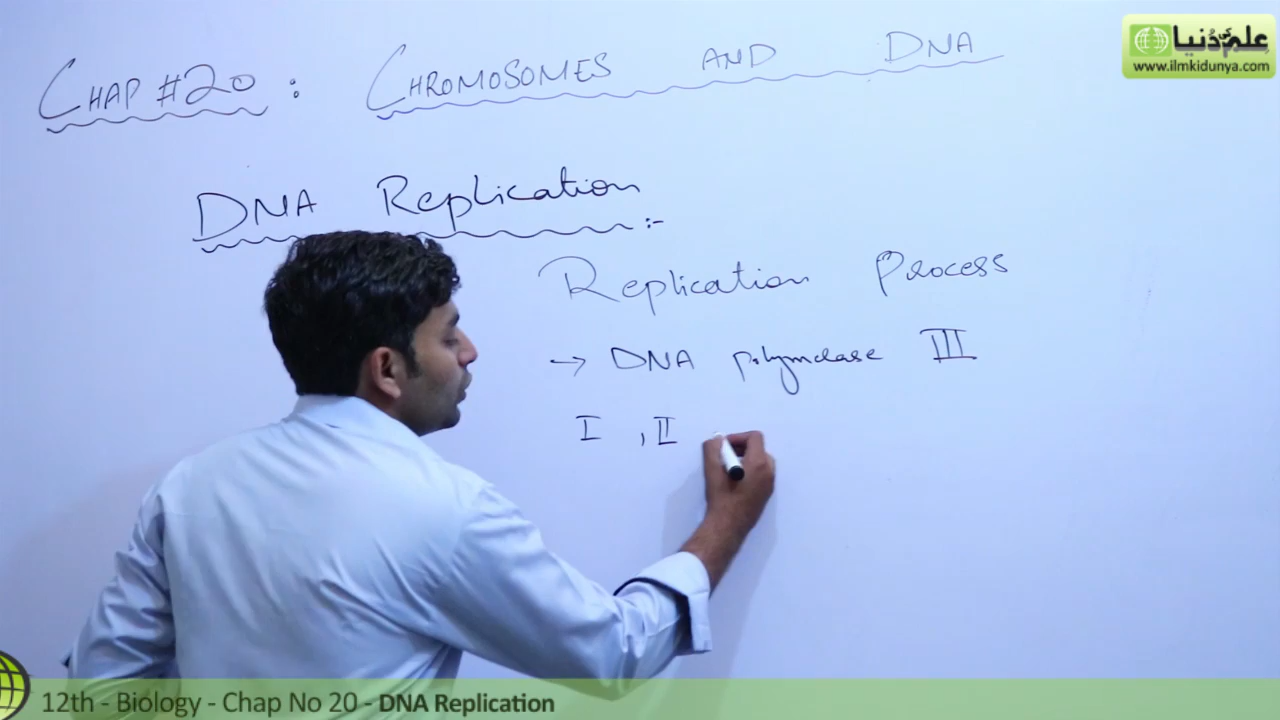 CHAP #20 : CHROMOSOMES AND DNA
علم کی دُنیا
www.ilmkidunya.com
DNA Replication :-
Replication Process
→ DNA polymerase III
I , II
12th - Biology - Chap No 20 - DNA Replication